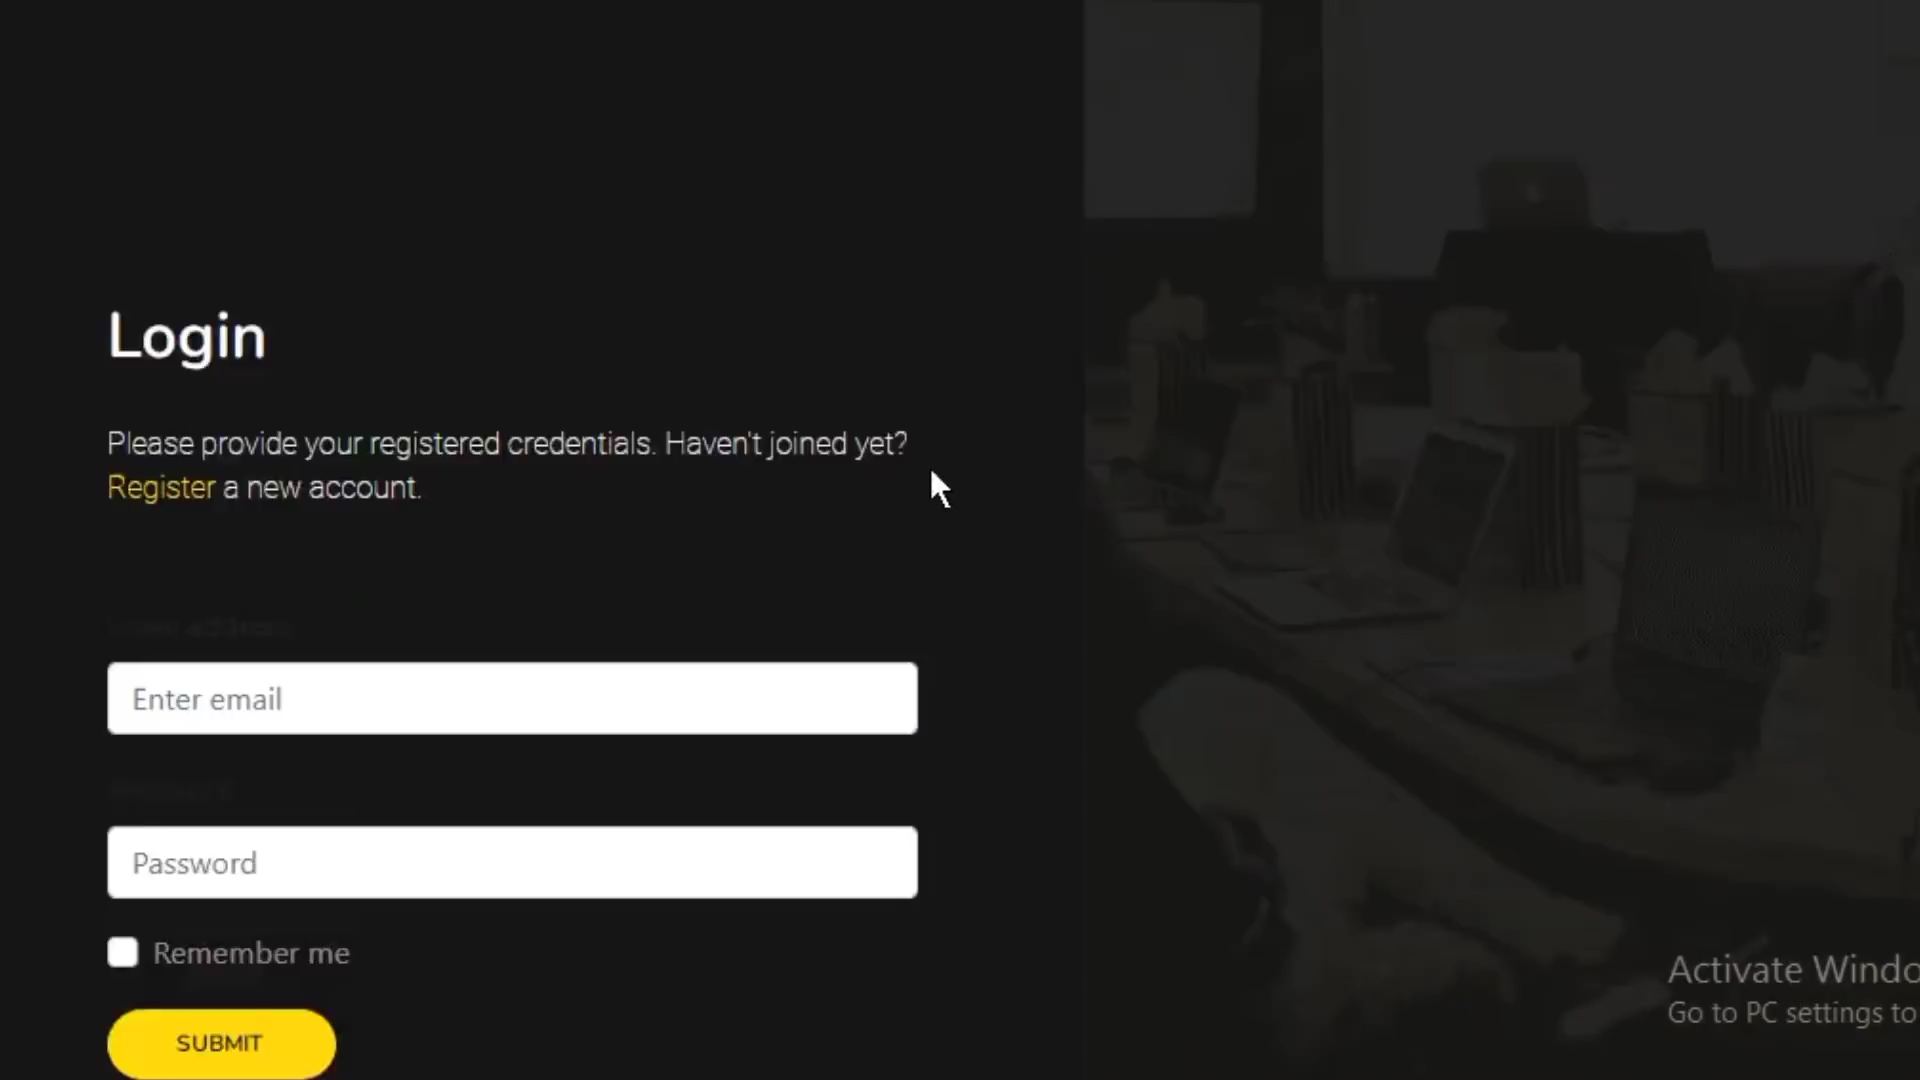 Login
Please provide your registered credentials. Haven't joined yet?
Register a new account.
Enter email
Password
Remember me
SUBMIT
Activate Windo
Go to PC settings to